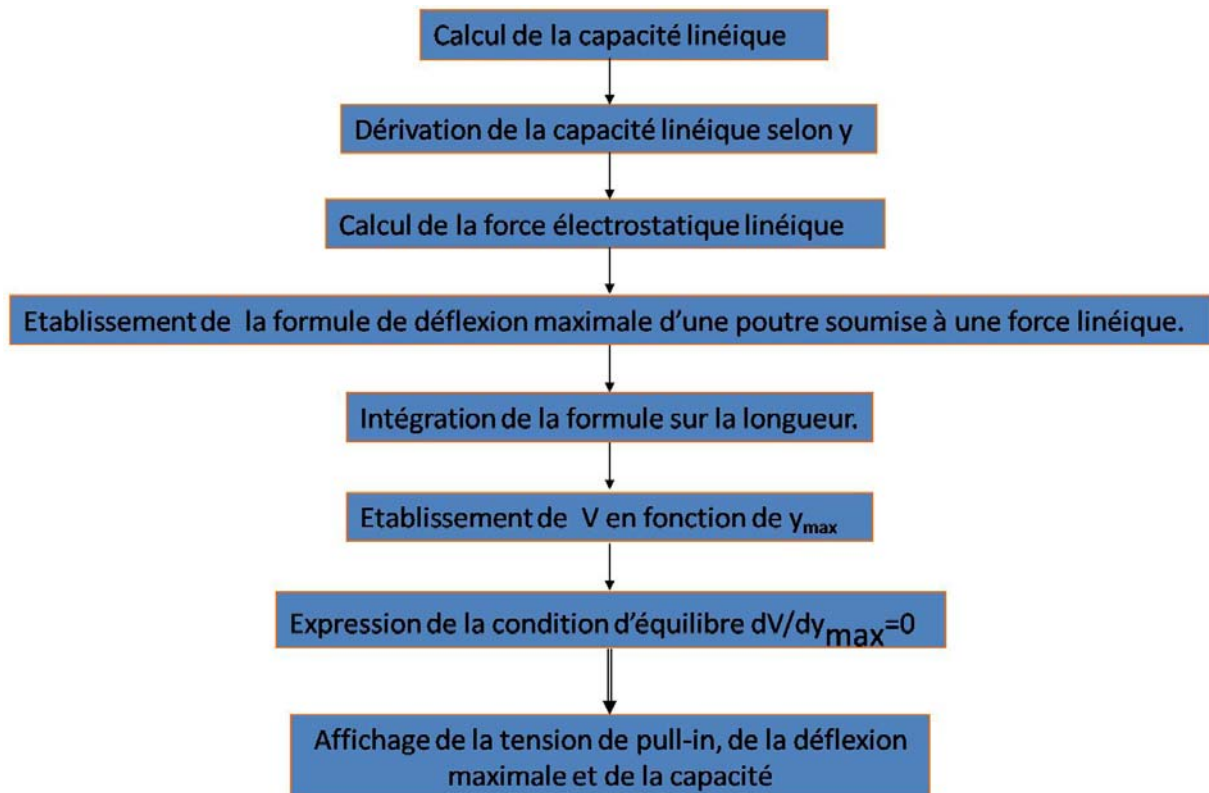 Calcul de la capacité linéique
Dérivation de la capacité linéique selon y
Calcul de la force électrostatique linéique
Etablissement de la formule de déflexion maximale d'une poutre soumise à une force linéique.
Intégration de la formule sur la longueur.
Etablissement de V en fonction de ymax
Expression de la condition d'équilibre dV/dymax=0
Affichage de la tension de pull-in, de la déflexion
maximale et de la capacité